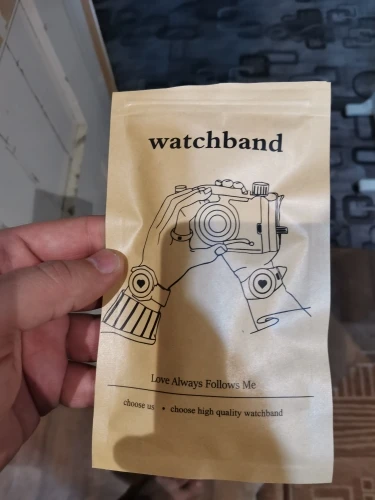 watchband
Love Always Follows Me
choose us • choose high quality watchband